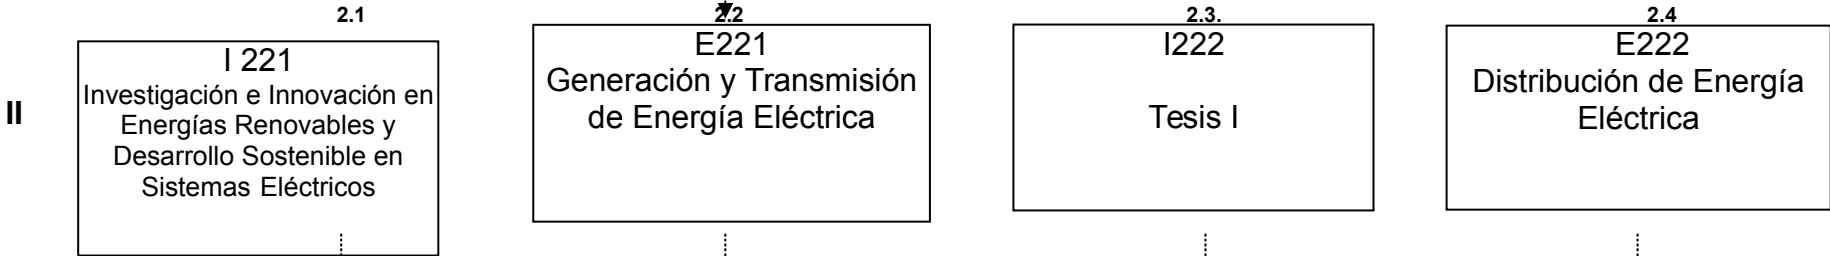 2.1
2.2
2.3.
2.4
II
I 221
Investigación e Innovación en
Energías Renovables y
Desarrollo Sostenible en
Sistemas Eléctricos
E221
Generación y Transmisión
de Energía Eléctrica
I222
Tesis I
E222
Distribución de Energía
Eléctrica